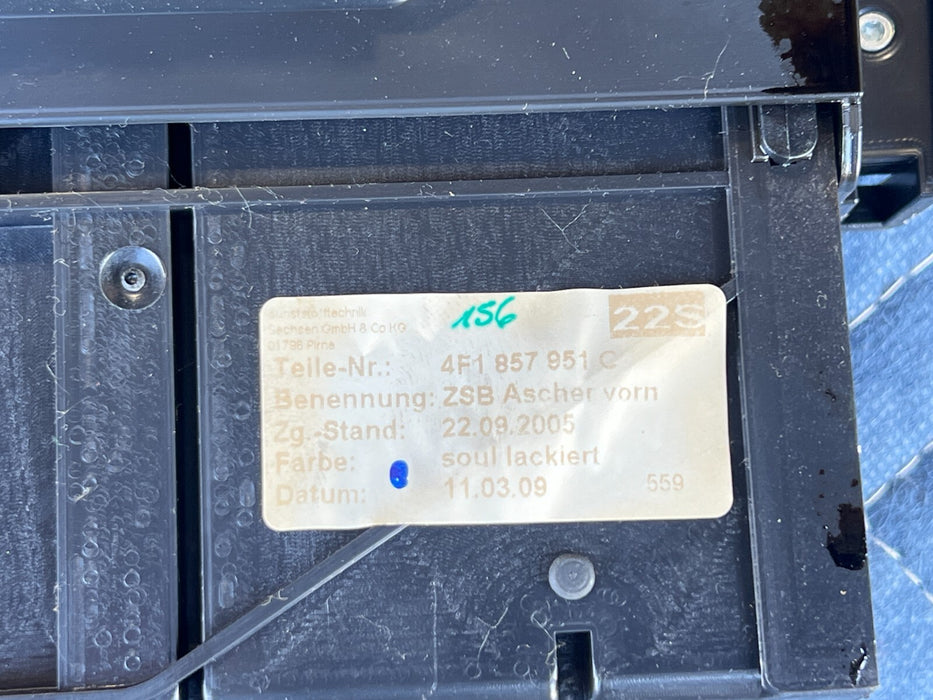 Kunststofftechnik
Sachsen GmbH & Co KG
01796 Pirna
156
22S
Teile-Nr.: 4F1 857 951 C
Benennung: ZSB Ascher vorn
Zg.-Stand: 22.09.2005
Farbe: soul lackiert
Datum: 11.03.09 559